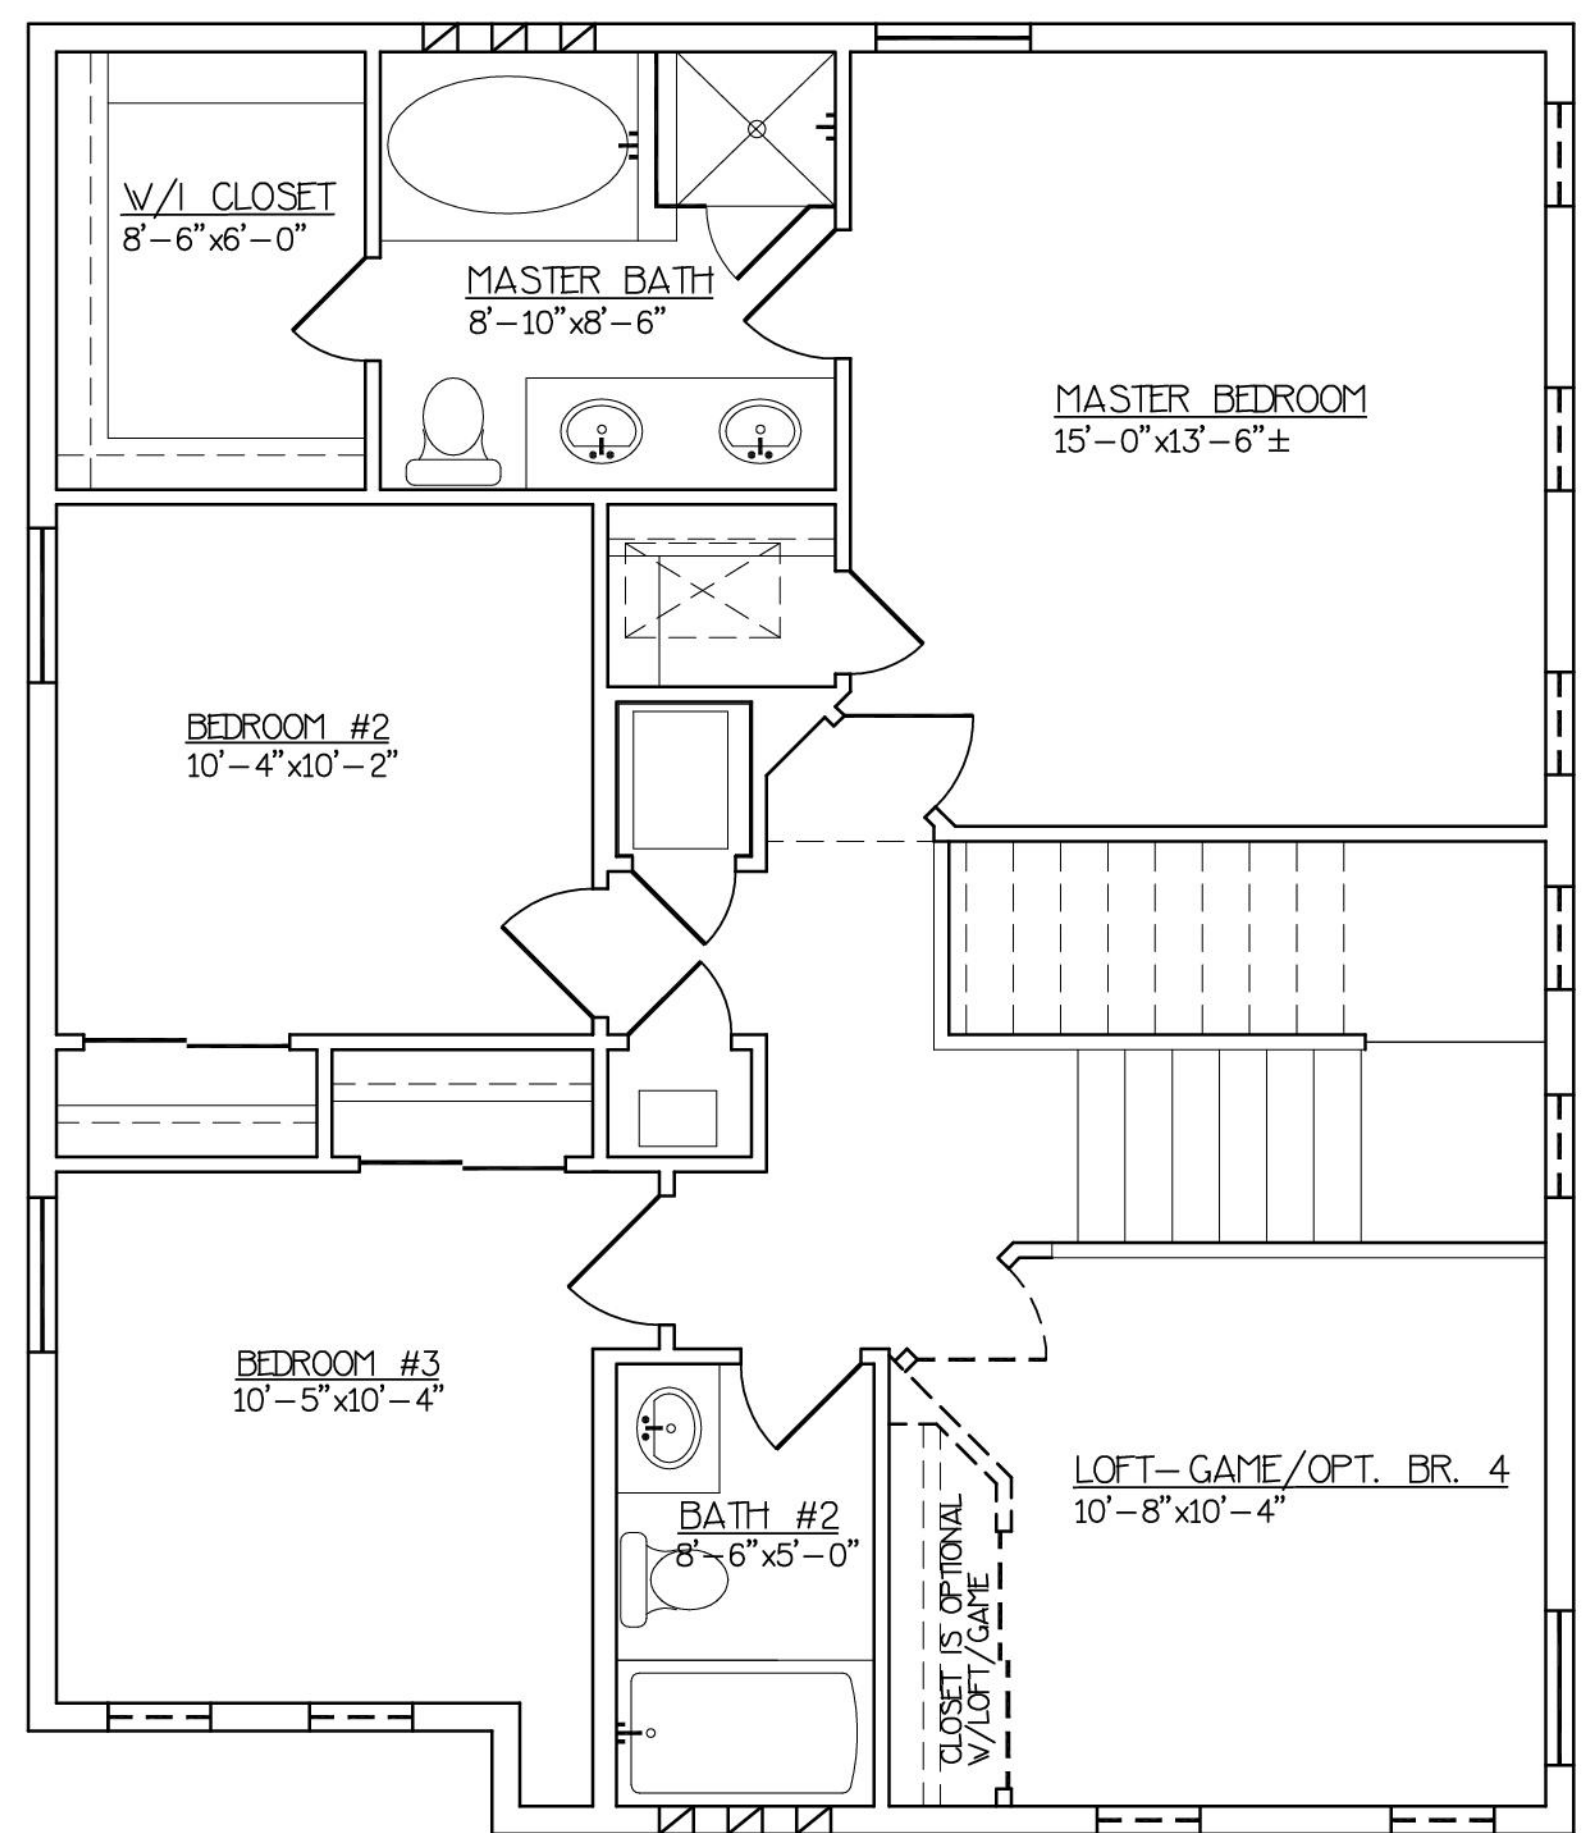 W/I CLOSET
8'-6"x6'-0"
MASTER BATH
8'-10"x8'-6"
MASTER BEDROOM
15'-0"x13'-6"±
BEDROOM #2
10'-4"x10'-2"
BEDROOM #3
10'-5"x10'-4"
BATH #2
8'-6"x5'-0"
LOFT-GAME/OPT. BR. 4
10'-8"x10'-4"
CLOSET IS OPTIONAL
W/LOFT/GAME